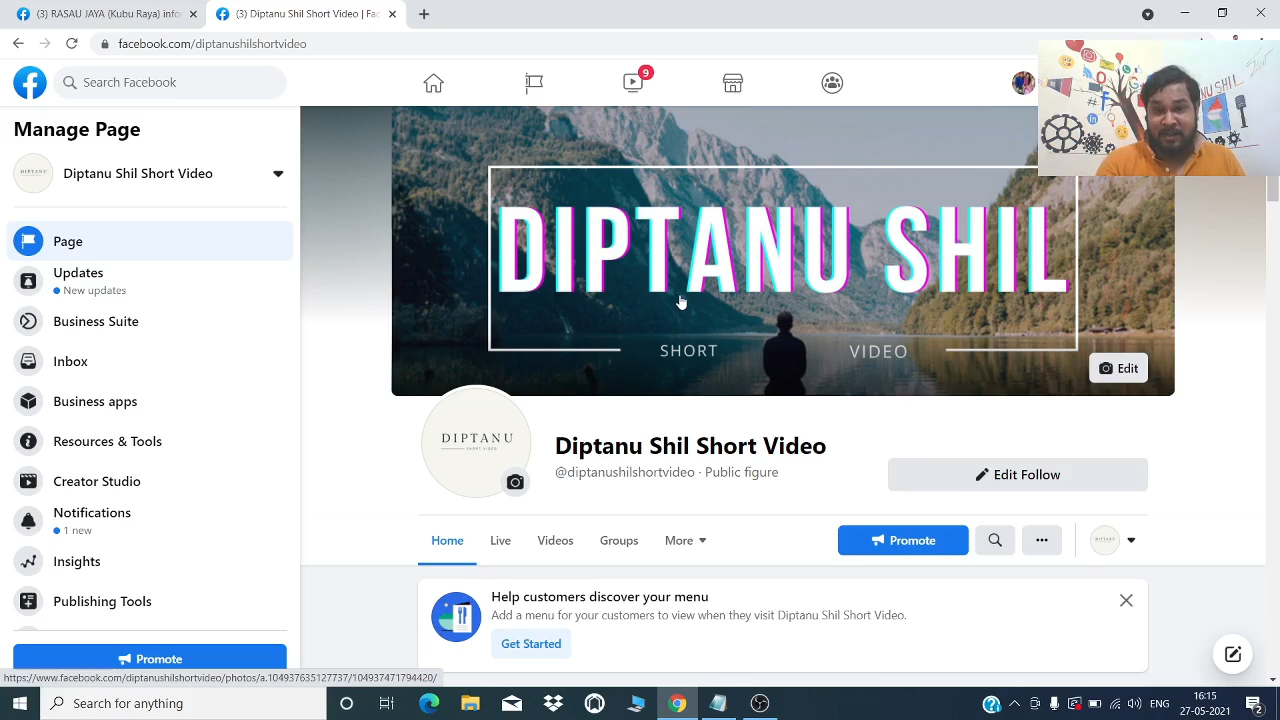 (3) RASAU JAYA (Kubu Raya) info
(3) Diptanu Shil Short Video | Fac
facebook.com/diptanushilshortvideo
Search Facebook
9
Manage Page
Diptanu Shil Short Video
Page
Updates
New updates
Business Suite
Inbox
Business apps
Resources & Tools
Creator Studio
Notifications
1 new
Insights
Publishing Tools
Promote
DIPTANU SHIL
SHORT VIDEO
Edit
DIPTANU
SHORT VIDEO
Diptanu Shil Short Video
@diptanushilshortvideo · Public figure
Edit Follow
Home Live Videos Groups More
Promote
Help customers discover your menu
Add a menu for your customers to view when they visit Diptanu Shil Short Video.
Get Started
https://www.facebook.com/diptanushilshortvideo/photos/a.104937635127737/104937471794420/
Search for anything
ENG
16:15
27-05-2021
2